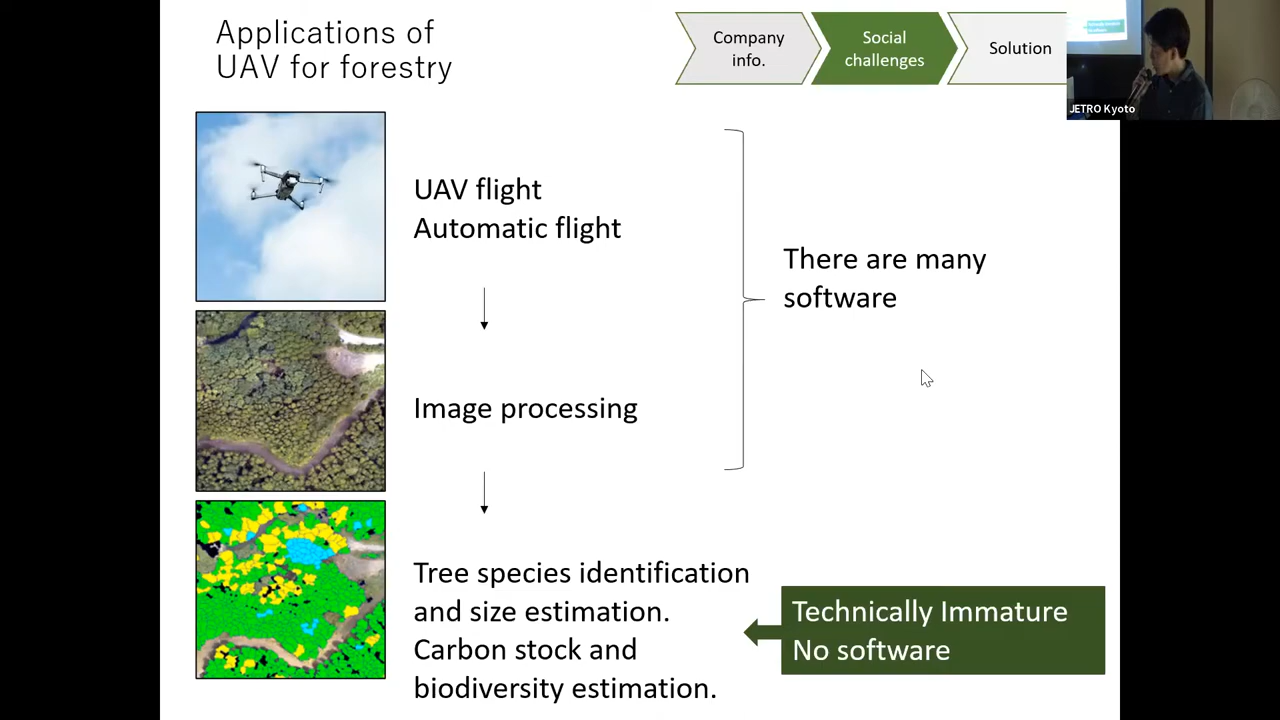 Applications of
UAV for forestry
Company
info.
Social
challenges
Solution
JETRO Kyoto
UAV flight
Automatic flight
There are many
software
Image processing
Tree species identification
and size estimation.
Carbon stock and
biodiversity estimation.
Technically Immature
No software